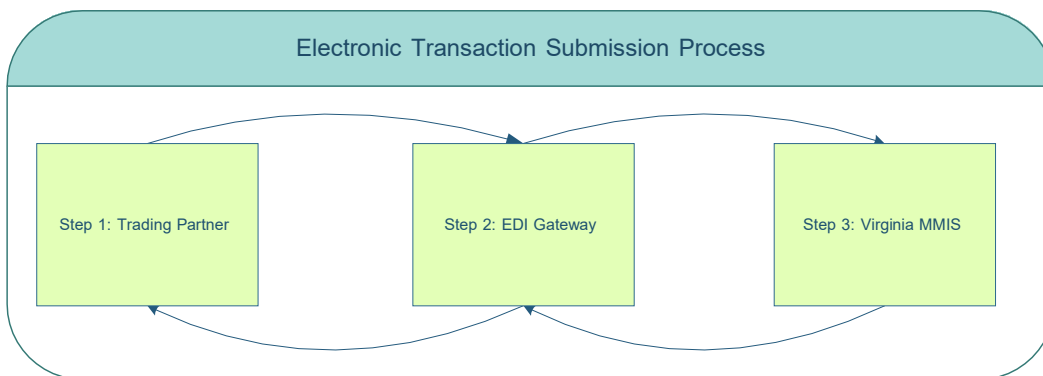 Electronic Transaction Submission Process
Step 1: Trading Partner
Step 2: EDI Gateway
Step 3: Virginia MMIS